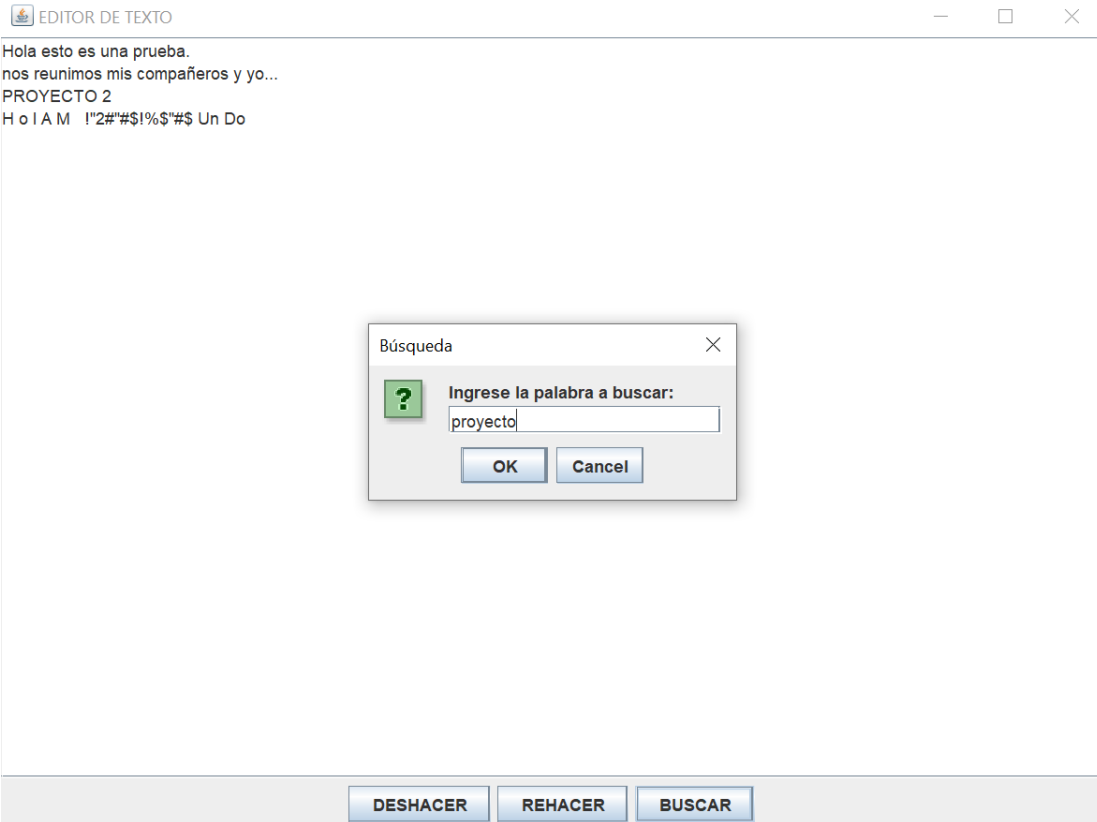 EDITOR DE TEXTO
Hola esto es una prueba.
nos reunimos mis compañeros y yo...
PROYECTO 2
H o l A M   !"2#"#$!%$"#$ Un Do
Búsqueda
?
Ingrese la palabra a buscar:
proyecto
OK Cancel
DESHACER REHACER BUSCAR